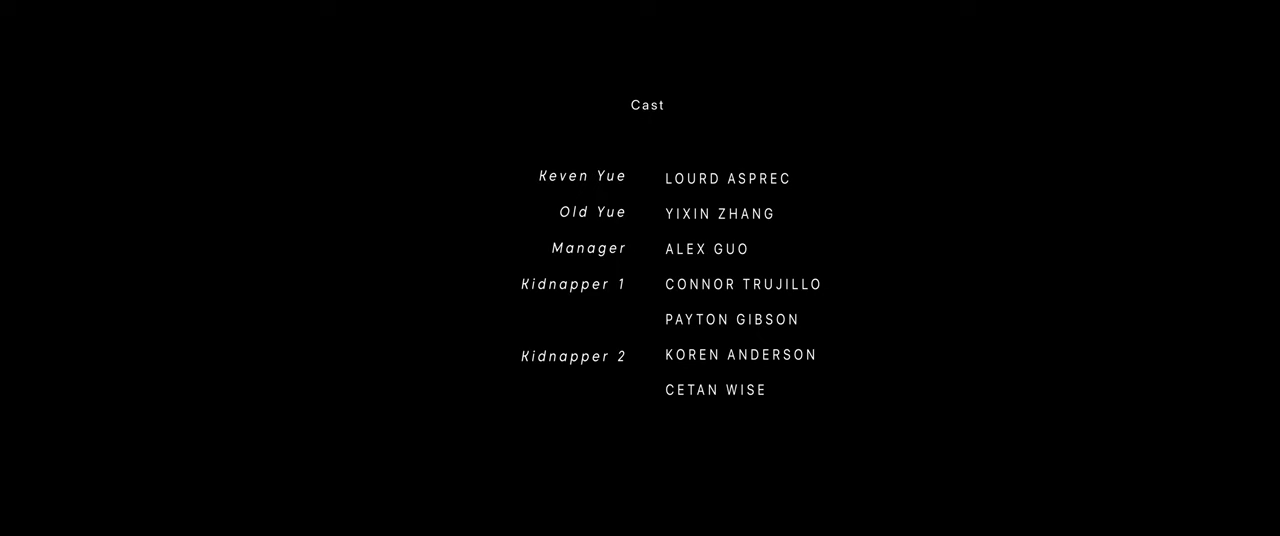 Cast
Keven Yue LOURD ASPREC
Old Yue YIXIN ZHANG
Manager ALEX GUO
Kidnapper 1 CONNOR TRUJILLO
PAYTON GIBSON
Kidnapper 2 KOREN ANDERSON
CETAN WISE